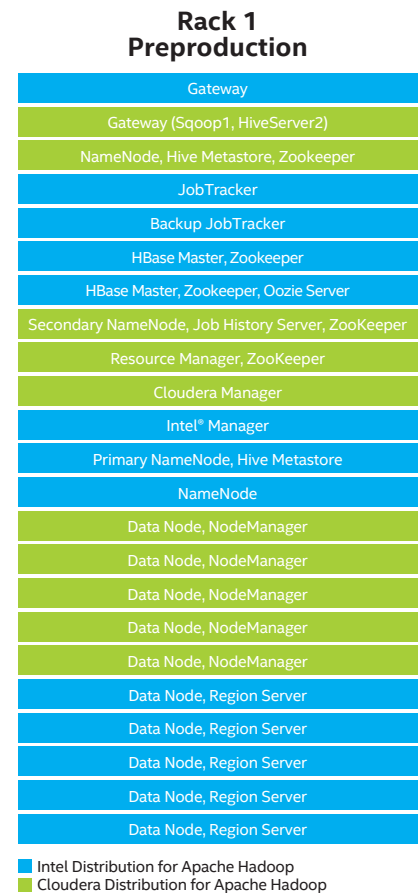 Rack 1
Preproduction
Gateway
Gateway (Sqoop1, HiveServer2)
NameNode, Hive Metastore, Zookeeper
JobTracker
Backup JobTracker
HBase Master, Zookeeper
HBase Master, Zookeeper, Oozie Server
Secondary NameNode, Job History Server, ZooKeeper
Resource Manager, ZooKeeper
Cloudera Manager
Intel® Manager
Primary NameNode, Hive Metastore
NameNode
Data Node, NodeManager
Data Node, NodeManager
Data Node, NodeManager
Data Node, NodeManager
Data Node, NodeManager
Data Node, Region Server
Data Node, Region Server
Data Node, Region Server
Data Node, Region Server
Data Node, Region Server
Intel Distribution for Apache Hadoop
Cloudera Distribution for Apache Hadoop